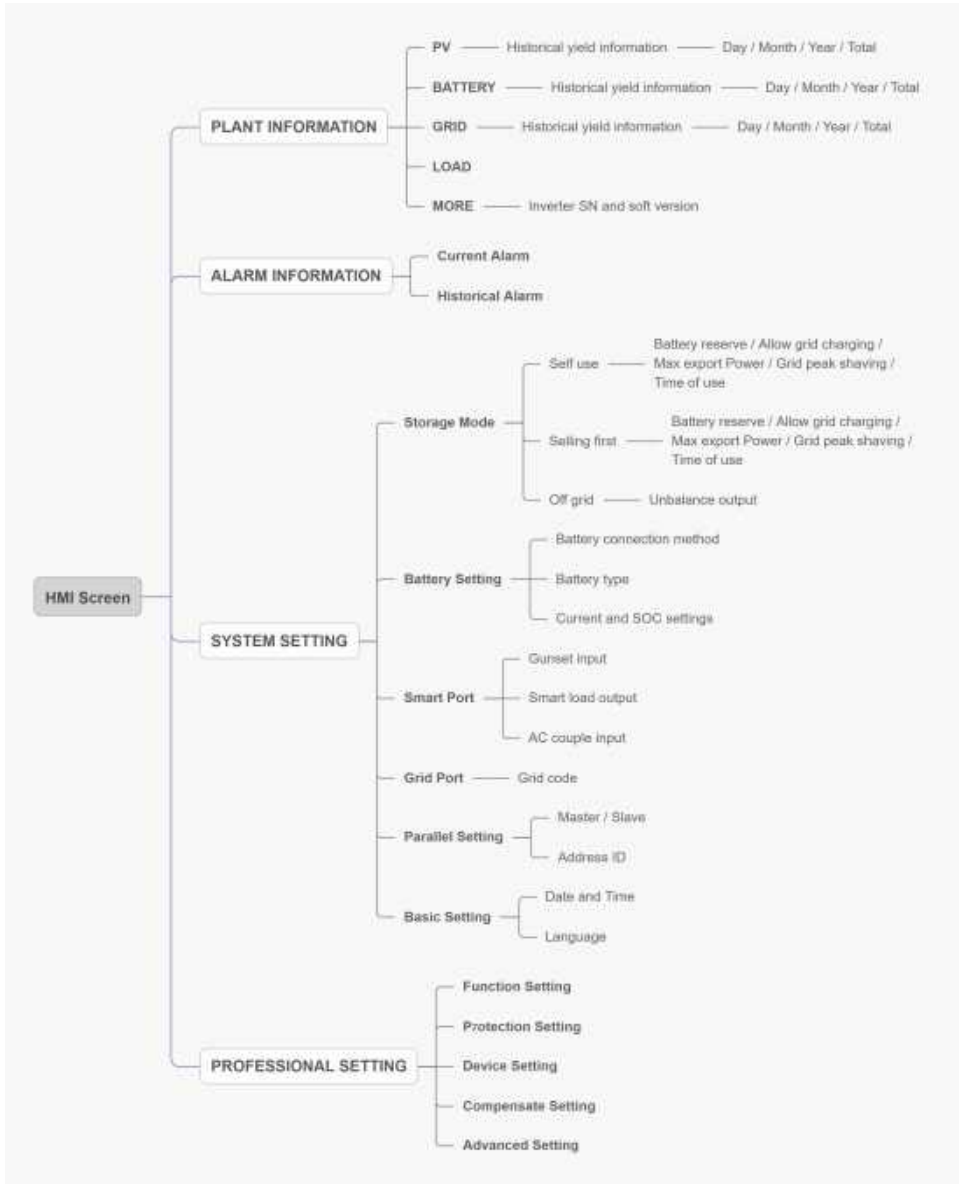 PV
Historical yield information
Day / Month / Year / Total
BATTERY
Historical yield information
Day / Month / Year / Total
PLANT INFORMATION
GRID
Historical yield information
Day / Month / Year / Total
LOAD
MORE
Inverter SN and soft version
ALARM INFORMATION
Current Alarm
Historical Alarm
HMI Screen
SYSTEM SETTING
Storage Mode
Self use
Battery reserve / Allow grid charging /
Max export Power / Grid peak shaving /
Time of use
Selling first
Battery reserve / Allow grid charging /
Max export Power / Grid peak shaving /
Time of use
Off grid
Unbalance output
Battery Setting
Battery connection method
Battery type
Current and SOC settings
Smart Port
Gunset input
Smart load output
AC couple input
Grid Port
Grid code
Parallel Setting
Master / Slave
Address ID
Basic Setting
Date and Time
Language
PROFESSIONAL SETTING
Function Setting
Protection Setting
Device Setting
Compensate Setting
Advanced Setting